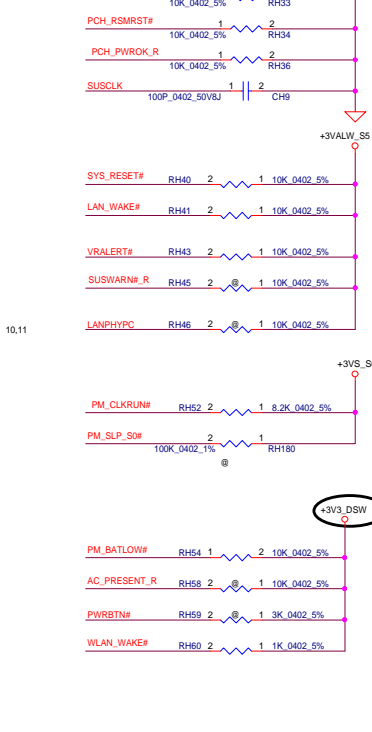 10K_0402_5% RH33
PCH_RSMRST# 1 2
10K_0402_5% RH34
PCH_PWROK_R 1 2
10K_0402_5% RH36
SUSCLK 1 2
100P_0402_50V8J CH9
+3VALW_S5
SYS_RESET# RH40 2 1 10K_0402_5%
LAN_WAKE# RH41 2 1 10K_0402_5%
VRALERT# RH43 2 1 10K_0402_5%
SUSWARN#_R RH45 2 @ 1 10K_0402_5%
10,11
LANPHYPC RH46 2 @ 1 10K_0402_5%
+3VS_S
PM_CLKRUN# RH52 2 1 8.2K_0402_5%
PM_SLP_S0# 2 1
100K_0402_1% RH180
@
+3V3_DSW
PM_BATLOW# RH54 1 2 10K_0402_5%
AC_PRESENT_R RH58 2 @ 1 10K_0402_5%
PWRBTN# RH59 2 @ 1 3K_0402_5%
WLAN_WAKE# RH60 2 1 1K_0402_5%